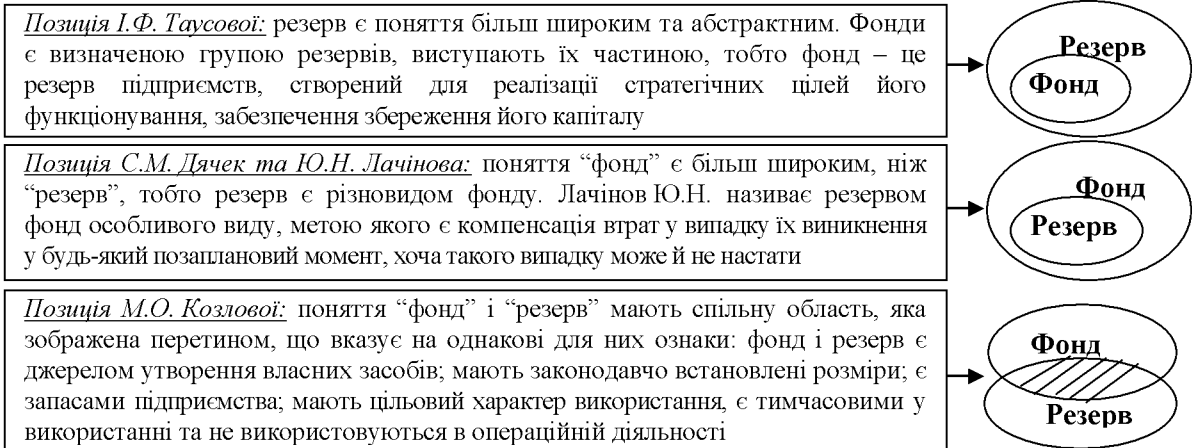 Позиція І.Ф. Таусової: резерв є поняття більш широким та абстрактним. Фонди
є визначеною групою резервів, виступають їх частиною, тобто фонд – це
резерв підприємств, створений для реалізації стратегічних цілей його
функціонування, забезпечення збереження його капіталу
Резерв
Фонд
Позиція С.М. Дячек та Ю.Н. Лачінова: поняття “фонд” є більш широким, ніж
“резерв”, тобто резерв є різновидом фонду. Лачінов Ю.Н. називає резервом
фонд особливого виду, метою якого є компенсація втрат у випадку їх виникнення
у будь-який позаплановий момент, хоча такого випадку може й не настати
Фонд
Резерв
Позиція М.О. Козлової: поняття “фонд” і “резерв” мають спільну область, яка
зображена перетином, що вказує на однакові для них ознаки: фонд і резерв є
джерелом утворення власних засобів; мають законодавчо встановлені розміри; є
запасами підприємства; мають цільовий характер використання, є тимчасовими у
використанні та не використовуються в операційній діяльності
Фонд
Резерв